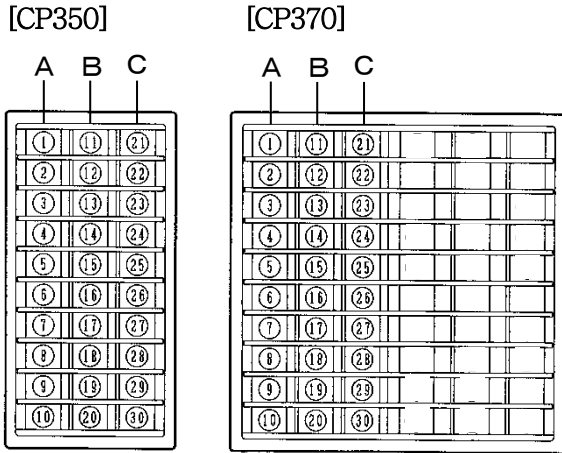 [CP350] [CP370]
A B C A B C
1 11 21 1 11 21
2 12 22 2 12 22
3 13 23 3 13 23
4 14 24 4 14 24
5 15 25 5 15 25
6 16 26 6 16 26
7 17 27 7 17 27
8 18 28 8 18 28
9 19 29 9 19 29
10 20 30 10 20 30